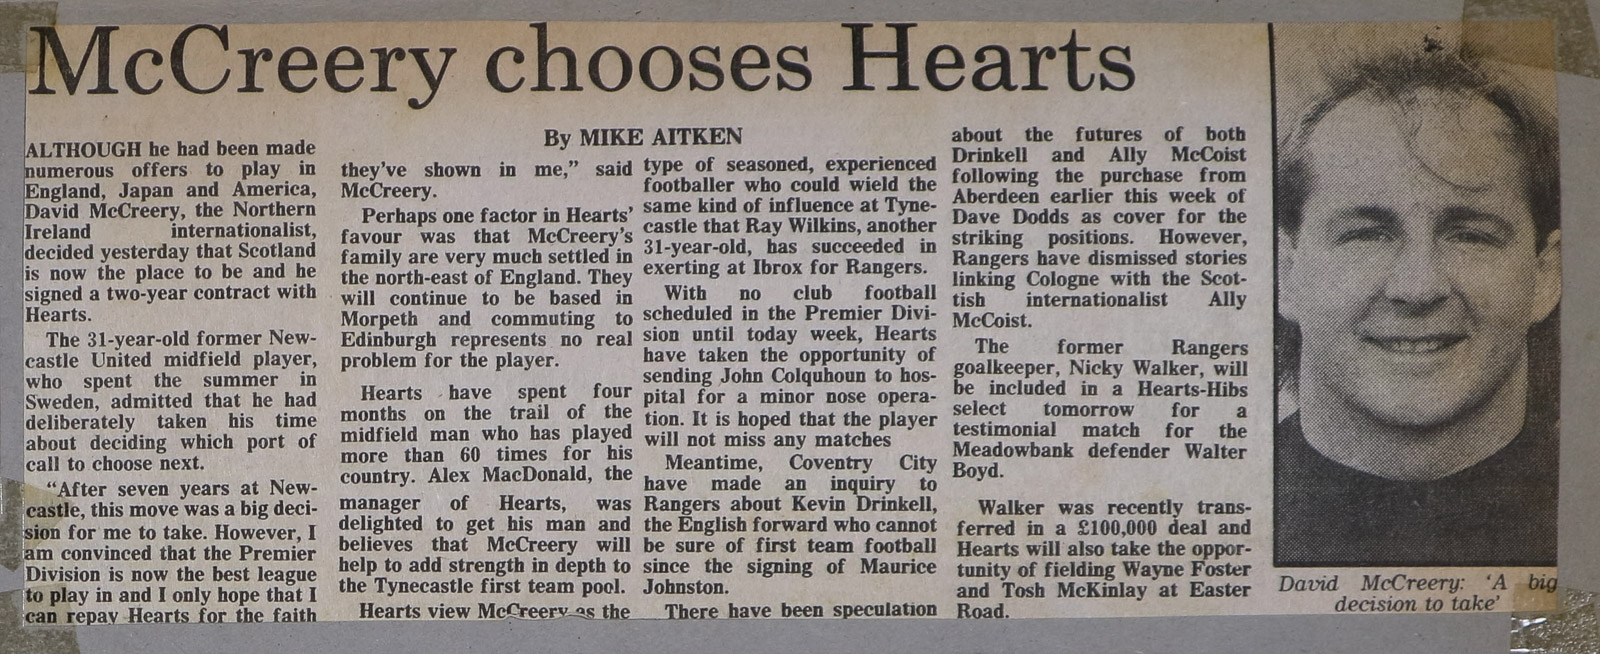 McCreery chooses Hearts
By MIKE AITKEN
ALTHOUGH he had been made
numerous offers to play in
England, Japan and America,
David McCreery, the Northern
Ireland internationalist,
decided yesterday that Scotland
is now the place to be and he
signed a two-year contract with
Hearts.
The 31-year-old former New-
castle United midfield player,
who spent the summer in
Sweden, admitted that he had
deliberately taken his time
about deciding which port of
call to choose next.
“After seven years at New-
castle, this move was a big deci-
sion for me to take. However, I
am convinced that the Premier
Division is now the best league
to play in and I only hope that I
can repay Hearts for the faith
they've shown in me,” said
McCreery.
Perhaps one factor in Hearts'
favour was that McCreery's
family are very much settled in
the north-east of England. They
will continue to be based in
Morpeth and commuting to
Edinburgh represents no real
problem for the player.
Hearts have spent four
months on the trail of the
midfield man who has played
more than 60 times for his
country. Alex MacDonald, the
manager of Hearts, was
delighted to get his man and
believes that McCreery will
help to add strength in depth to
the Tynecastle first team pool.
Hearts view McCreery as the
type of seasoned, experienced
footballer who could wield the
same kind of influence at Tyne-
castle that Ray Wilkins, another
31-year-old, has succeeded in
exerting at Ibrox for Rangers.
With no club football
scheduled in the Premier Divi-
sion until today week, Hearts
have taken the opportunity of
sending John Colquhoun to hos-
pital for a minor nose opera-
tion. It is hoped that the player
will not miss any matches
Meantime, Coventry City
have made an inquiry to
Rangers about Kevin Drinkell,
the English forward who cannot
be sure of first team football
since the signing of Maurice
Johnston.
There have been speculation
about the futures of both
Drinkell and Ally McCoist
following the purchase from
Aberdeen earlier this week of
Dave Dodds as cover for the
striking positions. However,
Rangers have dismissed stories
linking Cologne with the Scot-
tish internationalist Ally
McCoist.
The former Rangers
goalkeeper, Nicky Walker, will
be included in a Hearts-Hibs
select tomorrow for a
testimonial match for the
Meadowbank defender Walter
Boyd.
Walker was recently trans-
ferred in a £100,000 deal and
Hearts will also take the oppor-
tunity of fielding Wayne Foster
and Tosh McKinlay at Easter
Road.
David McCreery: ‘A big
decision to take’